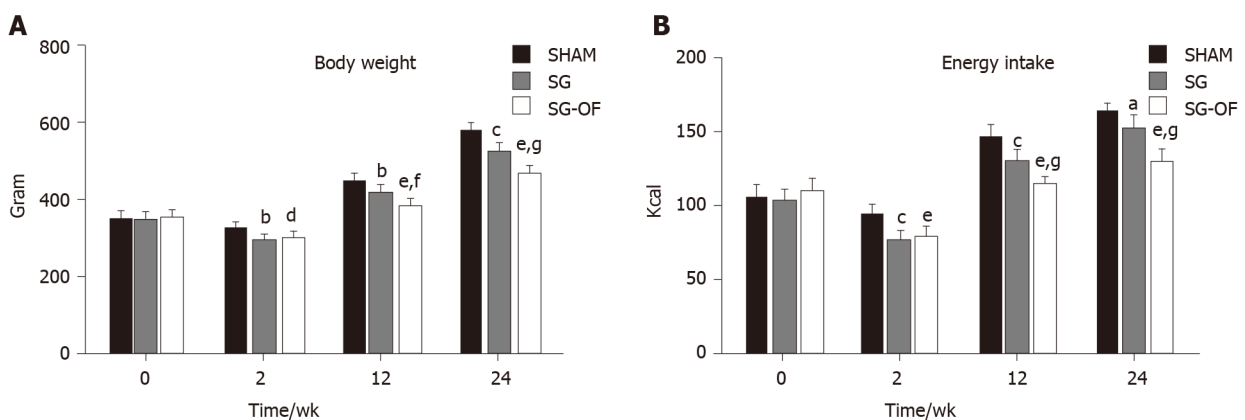 A
Body weight
SHAM
SG
SG-OF
800
600
400
200
0
Gram
b
d
b
e,f
c
e,g
0
2
12
24
Time/wk
B
Energy intake
SHAM
SG
SG-OF
200
150
100
50
0
Kcal
c
e
c
e,g
a
e,g
0
2
12
24
Time/wk